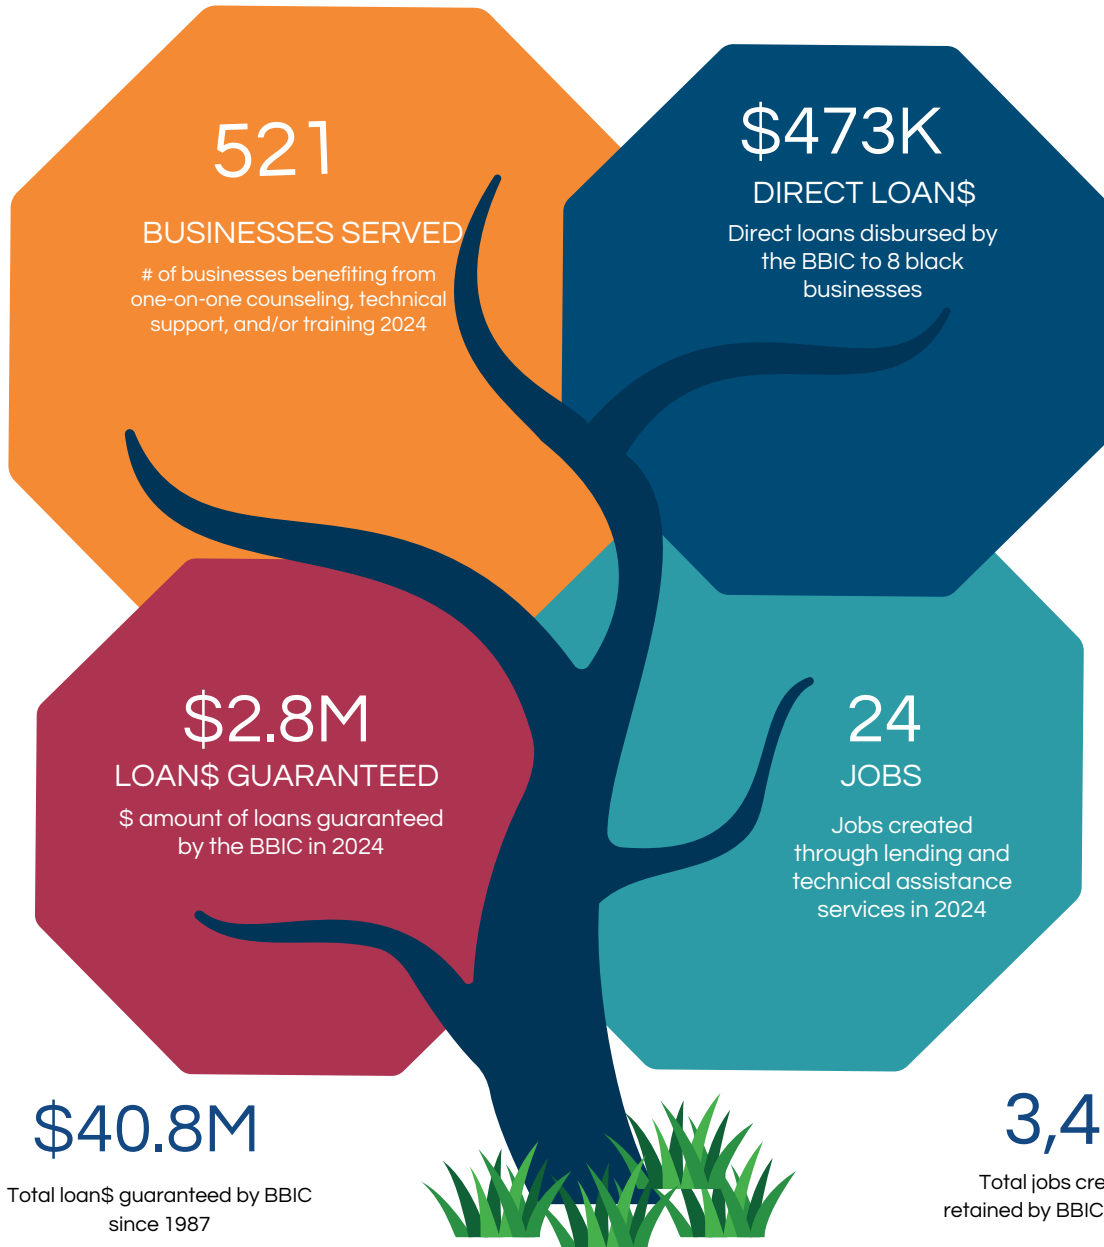 521
BUSINESSES SERVED
# of businesses benefiting from
one-on-one counseling, technical
support, and/or training 2024
$473K
DIRECT LOAN$
Direct loans disbursed by
the BBIC to 8 black
businesses
$2.8M
LOAN$ GUARANTEED
$ amount of loans guaranteed
by the BBIC in 2024
24
JOBS
Jobs created
through lending and
technical assistance
services in 2024
$40.8M
Total loan$ guaranteed by BBIC
since 1987
3,4
Total jobs cre
retained by BBIC